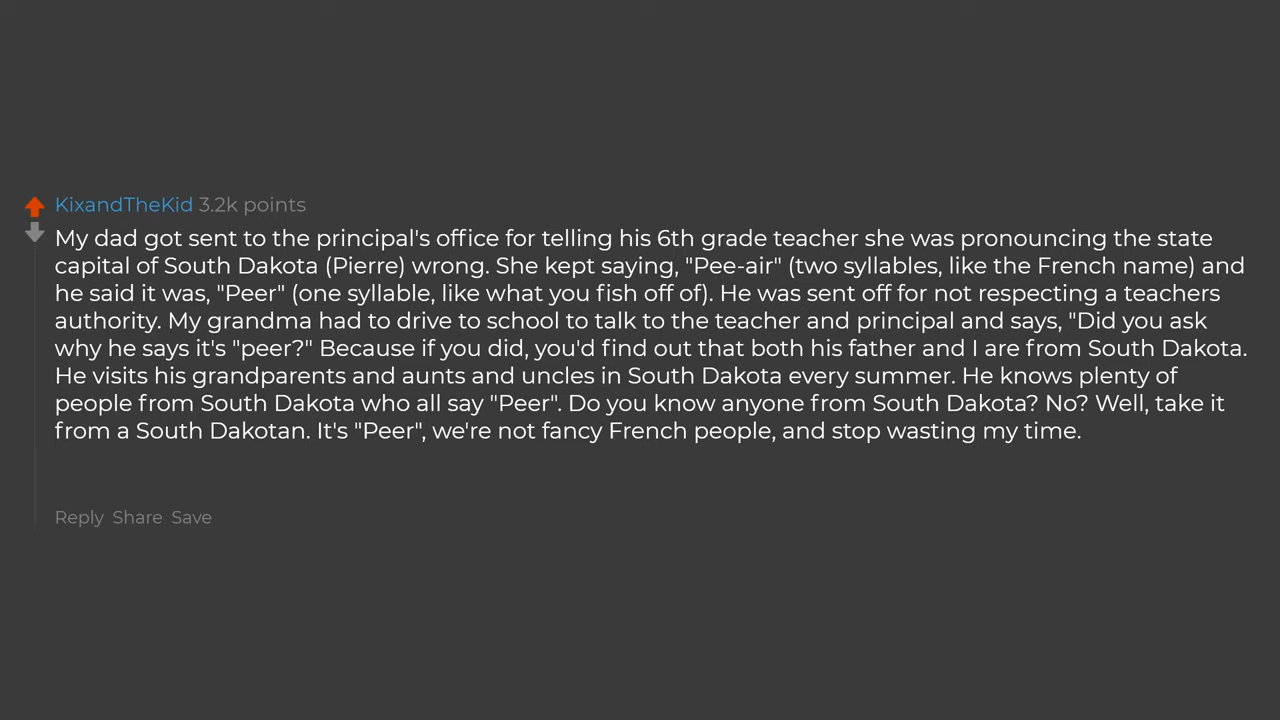 KixandTheKid 3.2k points
My dad got sent to the principal's office for telling his 6th grade teacher she was pronouncing the state
capital of South Dakota (Pierre) wrong. She kept saying, "Pee-air" (two syllables, like the French name) and
he said it was, "Peer" (one syllable, like what you fish off of). He was sent off for not respecting a teachers
authority. My grandma had to drive to school to talk to the teacher and principal and says, "Did you ask
why he says it's "peer?" Because if you did, you'd find out that both his father and I are from South Dakota.
He visits his grandparents and aunts and uncles in South Dakota every summer. He knows plenty of
people from South Dakota who all say "Peer". Do you know anyone from South Dakota? No? Well, take it
from a South Dakotan. It's "Peer", we're not fancy French people, and stop wasting my time.
Reply Share Save